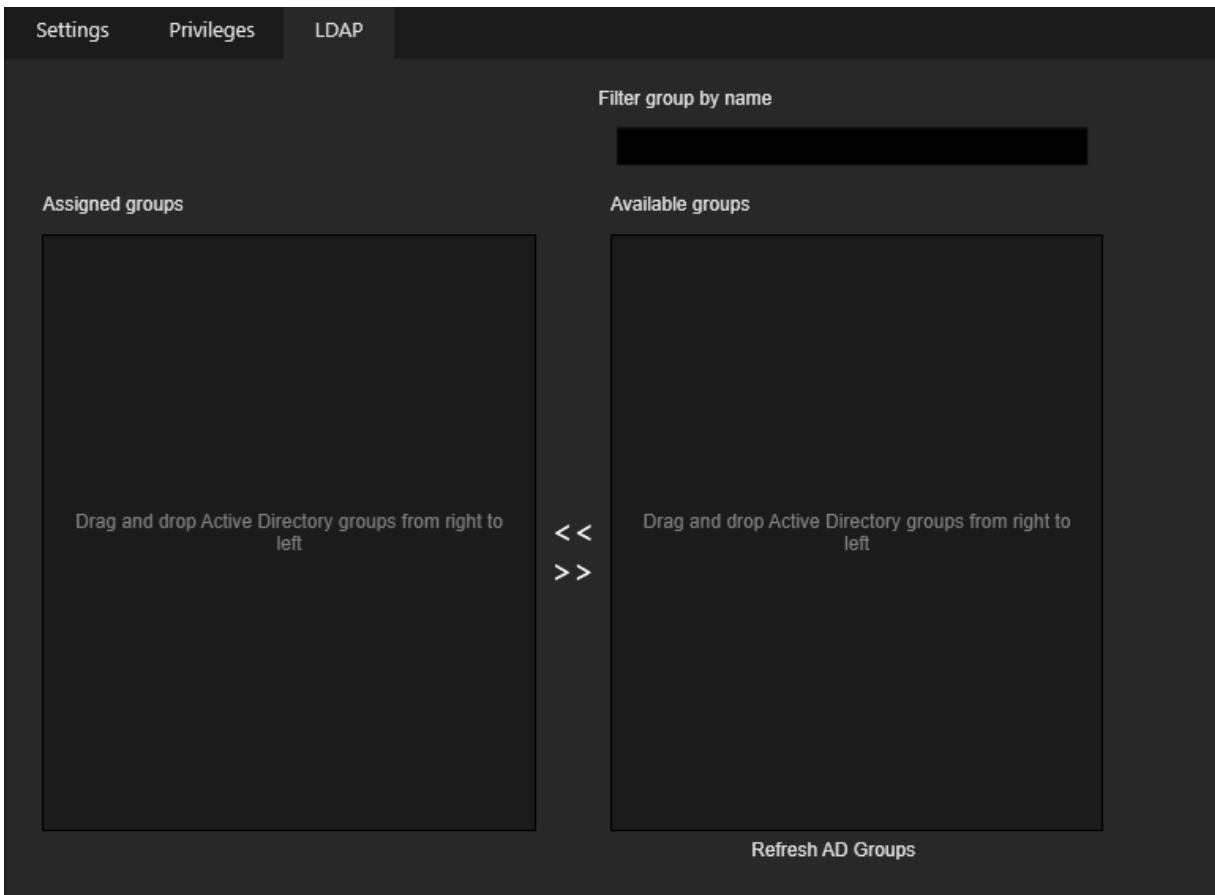 Settings Privileges LDAP
Filter group by name
Assigned groups Available groups
Drag and drop Active Directory groups from right to
left
<<
>>
Drag and drop Active Directory groups from right to
left
Refresh AD Groups